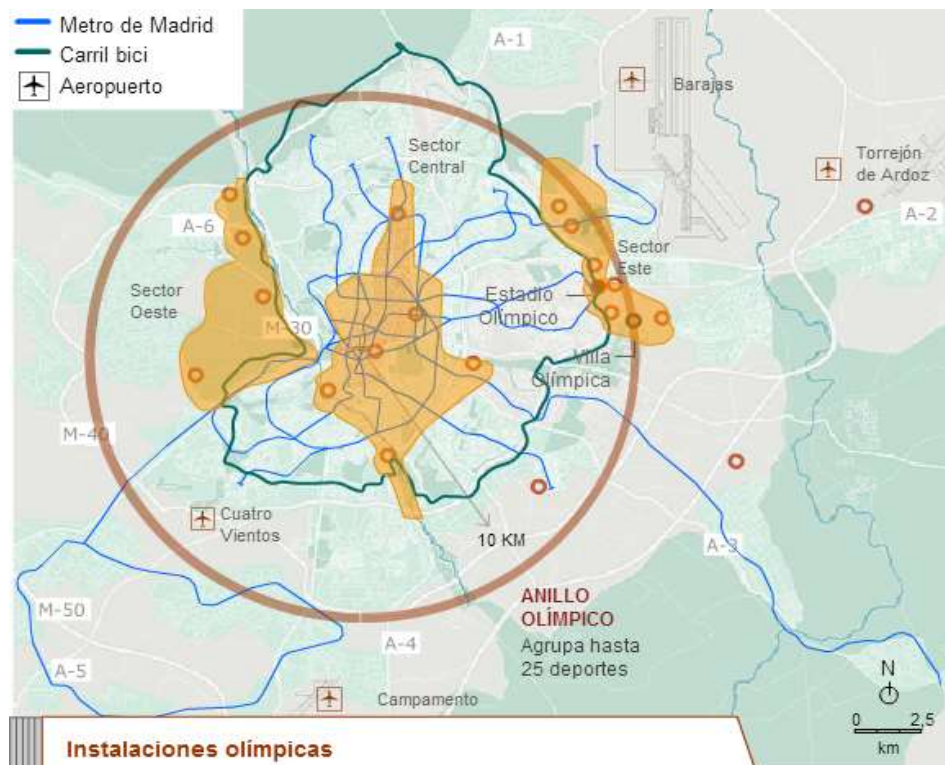 Metro de Madrid
Carril bici
Aeropuerto
A-1
Barajas
Sector
Central
Torrejón
de Ardoz
A-6
A-2
Sector
Este
Sector
Oeste
Estadio
Olímpico
M-30
Villa
Olímpica
M-40
Cuatro
Vientos
10 KM
A-3
ANILLO
OLÍMPICO
Agrupa hasta
25 deportes
M-50
A-4
A-5
Campamento
N
0 2,5
km
Instalaciones olímpicas